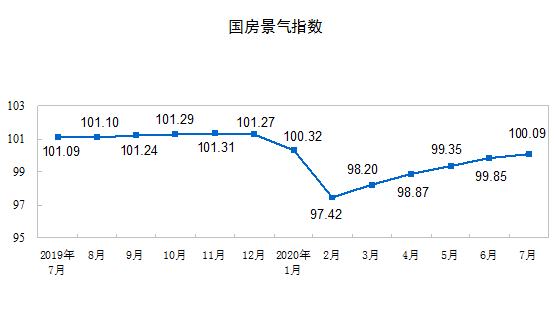 国房景气指数
103
101
99
97
95
101.09
101.10
101.24
101.29
101.31
101.27
100.32
97.42
98.20
98.87
99.35
99.85
100.09
2019年
7月
8月
9月
10月
11月
12月
2020年
1月
2月
3月
4月
5月
6月
7月